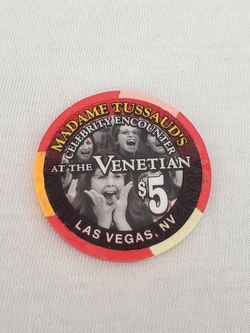 MADAME TUSSAUD'S
CELEBRITY ENCOUNTER
AT THE VENETIAN
$5
LAS VEGAS, NV